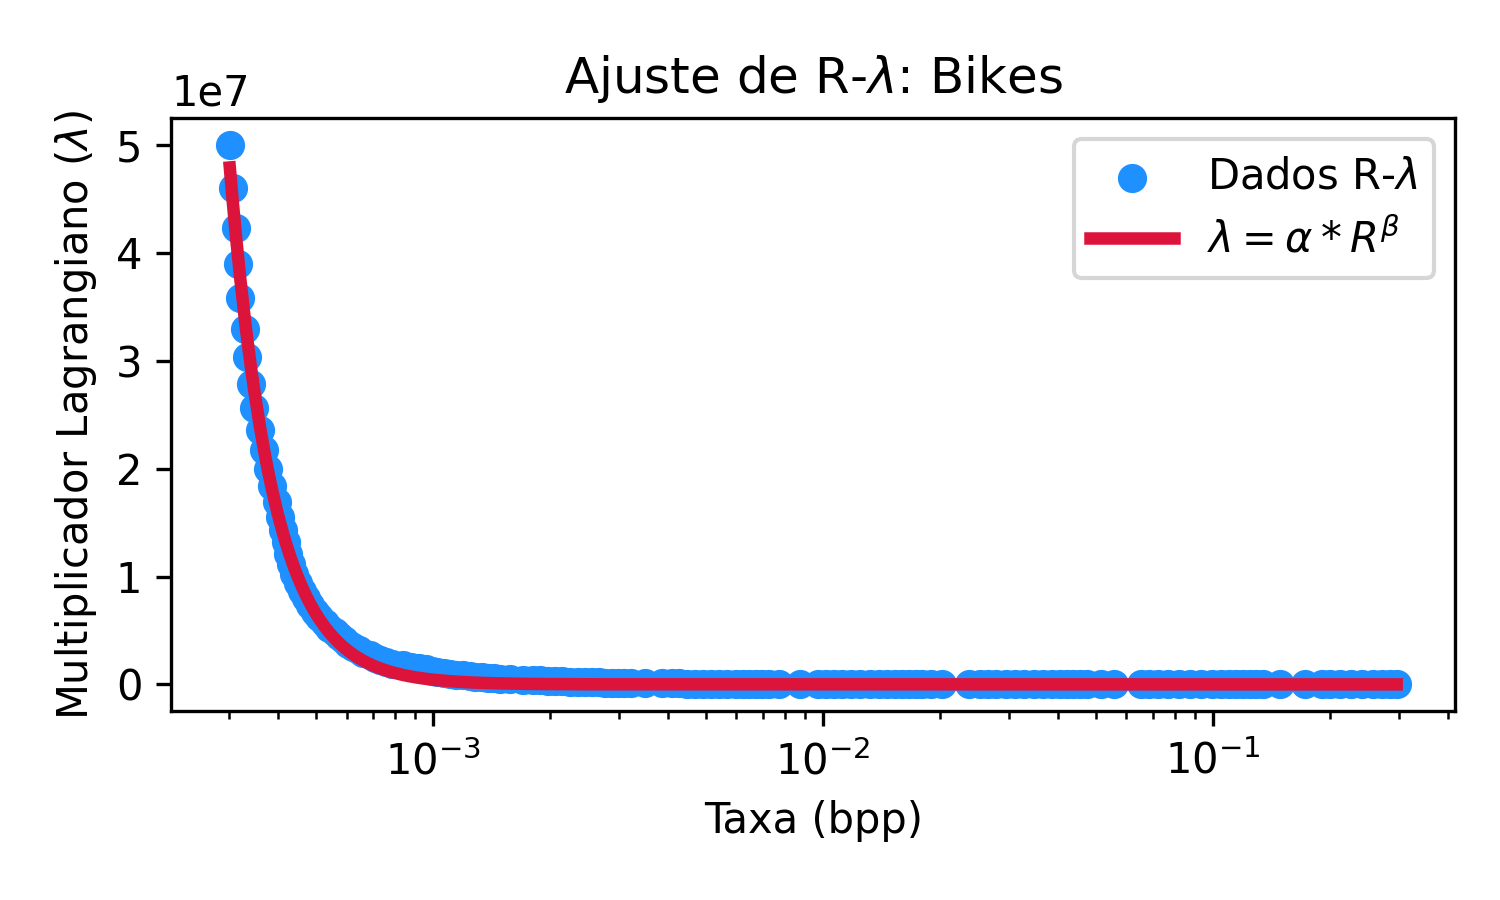 Ajuste de R-λ: Bikes
1e7
Multiplicador Lagrangiano (λ)
5
4
3
2
1
0
Dados R-λ
λ = α * R^β
10⁻³
10⁻²
10⁻¹
Taxa (bpp)